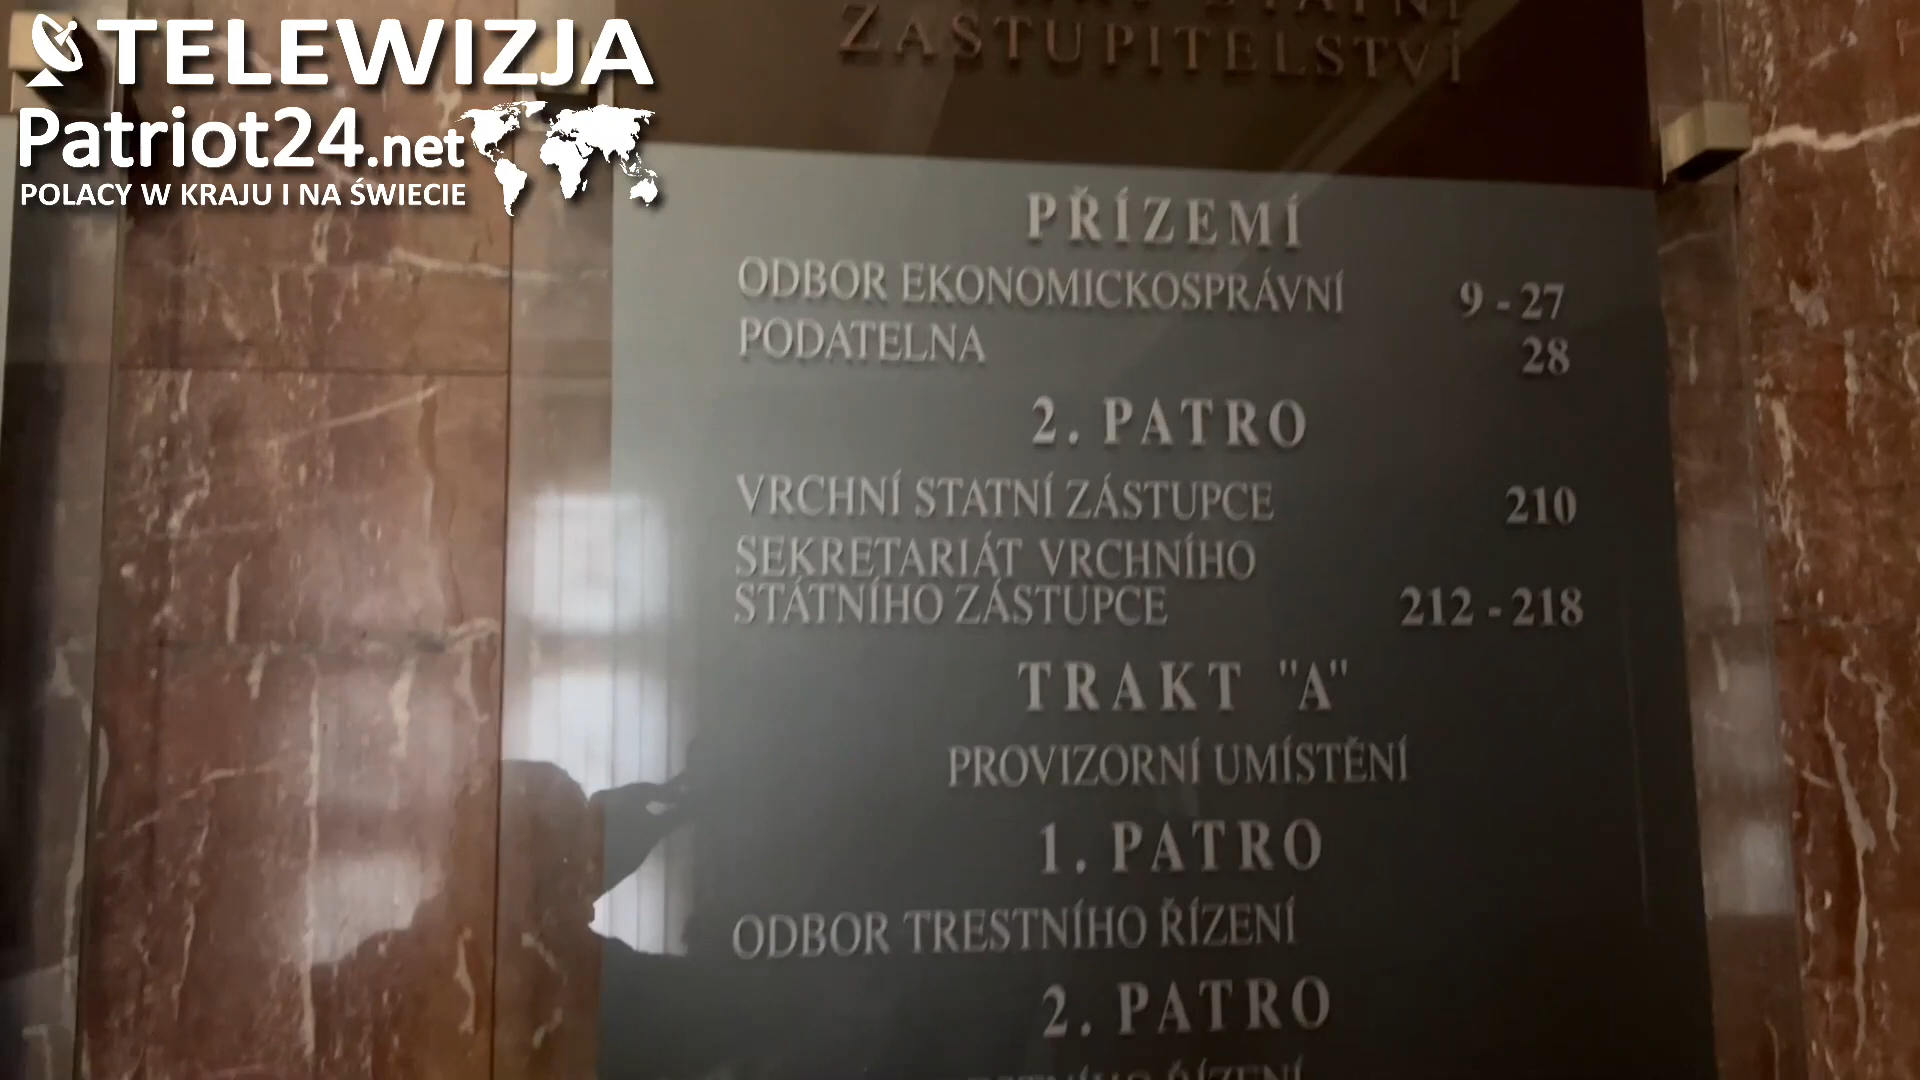 TELEWIZJA
Patriot24.net
POLACY W KRAJU I NA ŚWIECIE
ZASTUPITELSTVÍ
PŘÍZEMÍ
ODBOR EKONOMICKOSPRÁVNÍ 9 - 27
PODATELNA 28
2. PATRO
VRCHNÍ STATNÍ ZÁSTUPCE 210
SEKRETARIÁT VRCHNÍHO
STÁTNÍHO ZÁSTUPCE 212 - 218
TRAKT "A"
PROVIZORNÍ UMÍSTĚNÍ
1. PATRO
ODBOR TRESTNÍHO ŘÍZENÍ
2. PATRO
ŘÍZENÍ